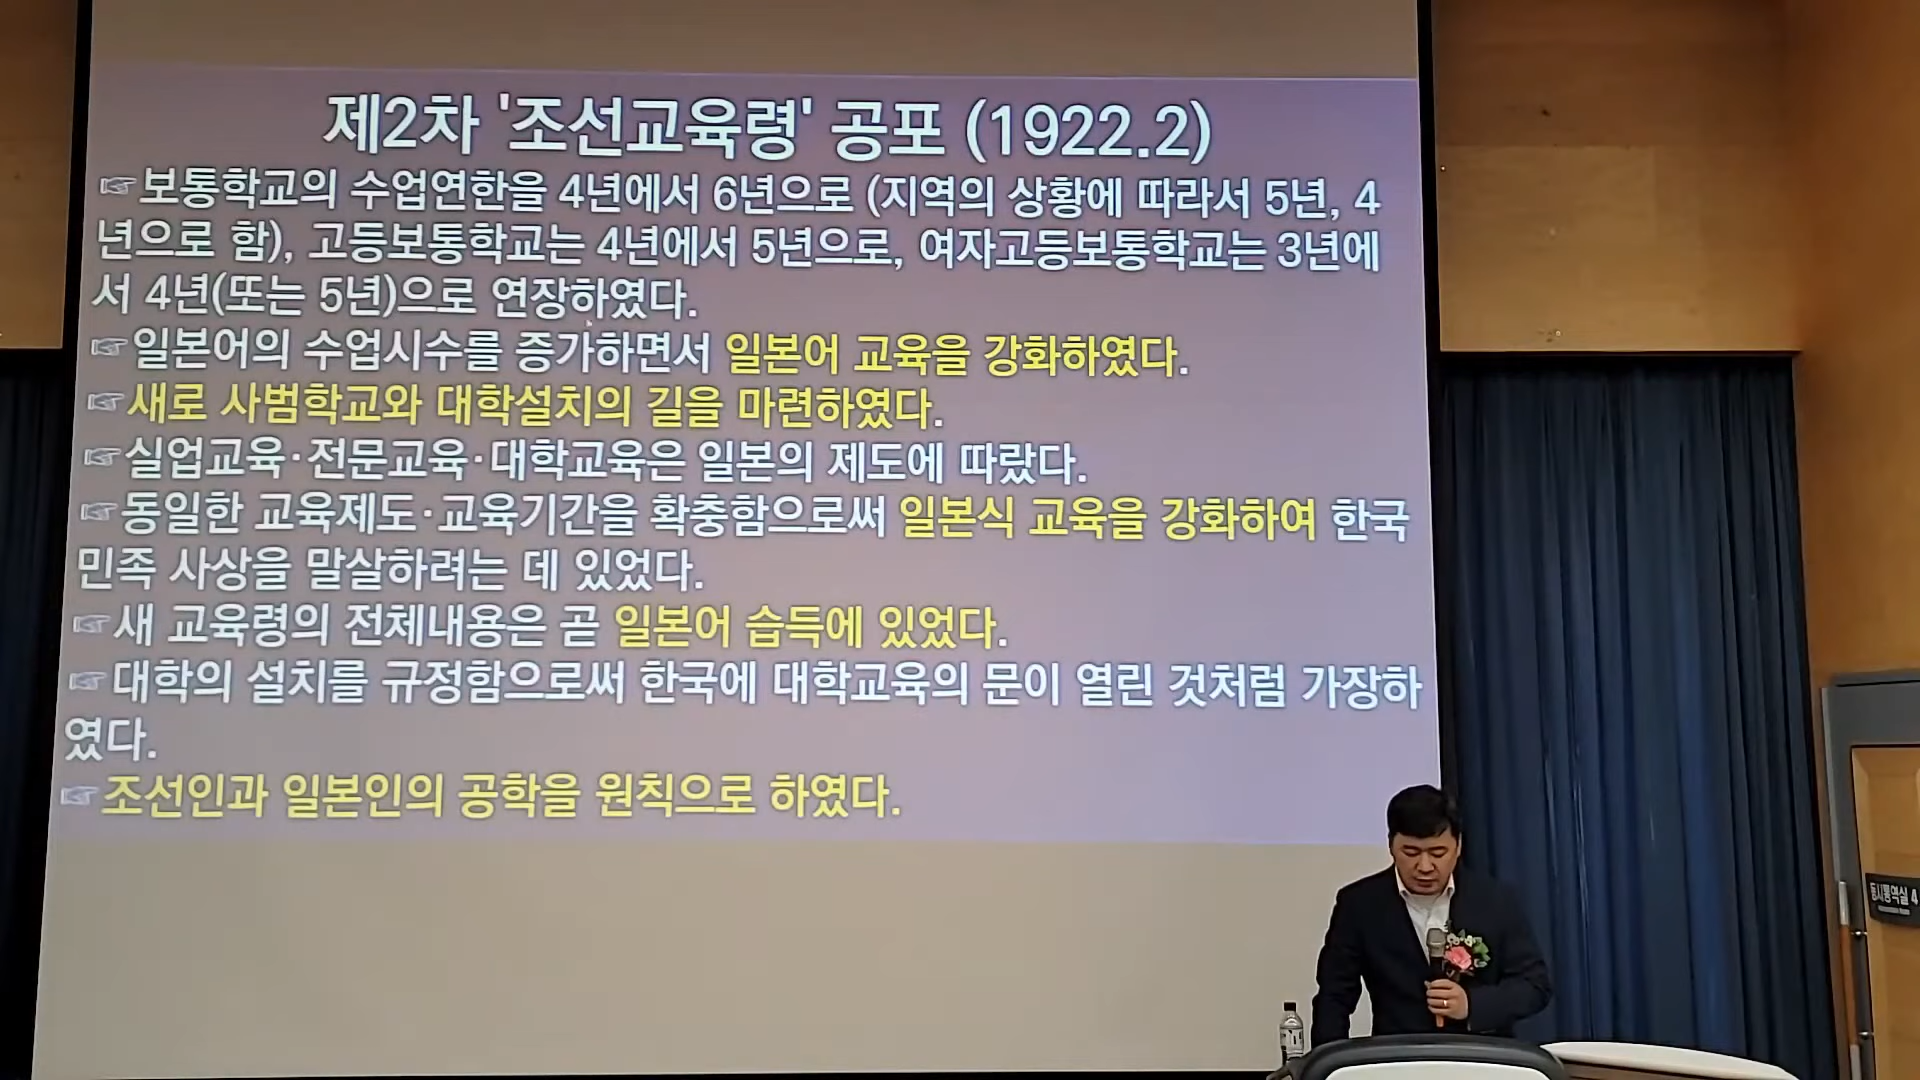 제2차 '조선교육령' 공포 (1922.2)
☞보통학교의 수업연한을 4년에서 6년으로 (지역의 상황에 따라서 5년, 4
년으로 함), 고등보통학교는 4년에서 5년으로, 여자고등보통학교는 3년에
서 4년(또는 5년)으로 연장하였다.
☞일본어의 수업시수를 증가하면서 일본어 교육을 강화하였다.
☞새로 사범학교와 대학설치의 길을 마련하였다.
☞실업교육·전문교육·대학교육은 일본의 제도에 따랐다.
☞동일한 교육제도·교육기간을 확충함으로써 일본식 교육을 강화하여 한국
민족 사상을 말살하려는 데 있었다.
☞새 교육령의 전체내용은 곧 일본어 습득에 있었다.
☞대학의 설치를 규정함으로써 한국에 대학교육의 문이 열린 것처럼 가장하
였다.
☞조선인과 일본인의 공학을 원칙으로 하였다.
동시통역실 4